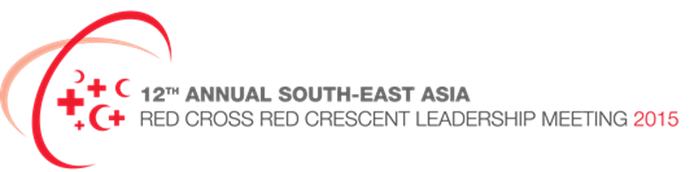 12TH ANNUAL SOUTH-EAST ASIA
RED CROSS RED CRESCENT LEADERSHIP MEETING 2015